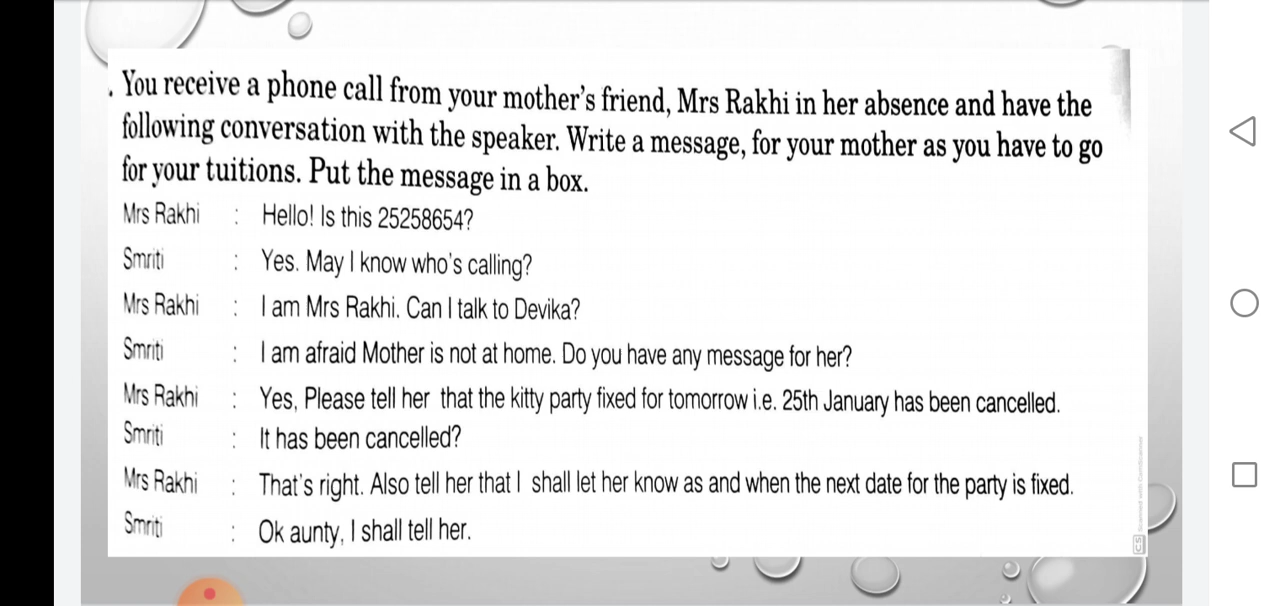 . You receive a phone call from your mother's friend, Mrs Rakhi in her absence and have the
following conversation with the speaker. Write a message, for your mother as you have to go
for your tuitions. Put the message in a box.
Mrs Rakhi : Hello! Is this 25258654?
Smriti : Yes. May I know who's calling?
Mrs Rakhi : I am Mrs Rakhi. Can I talk to Devika?
Smriti : I am afraid Mother is not at home. Do you have any message for her?
Mrs Rakhi : Yes, Please tell her that the kitty party fixed for tomorrow i.e. 25th January has been cancelled.
Smriti : It has been cancelled?
Mrs Rakhi : That's right. Also tell her that I shall let her know as and when the next date for the party is fixed.
Smriti : Ok aunty, I shall tell her.
CS Scanned with CamScanner